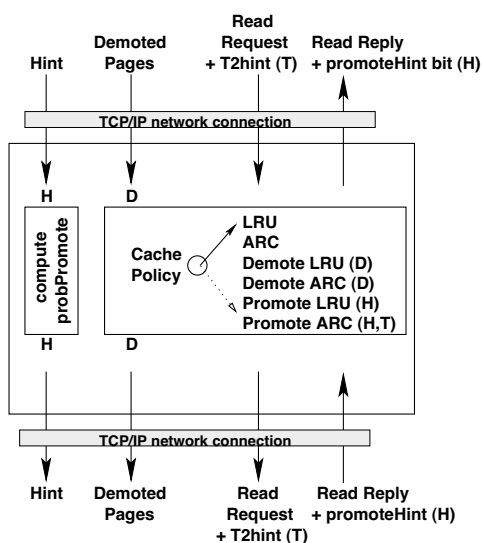 Hint
Demoted
Pages
Read
Request
+ T2hint (T)
Read Reply
+ promoteHint bit (H)
TCP/IP network connection
H
D
compute
probPromote
Cache
Policy
LRU
ARC
Demote LRU (D)
Demote ARC (D)
Promote LRU (H)
Promote ARC (H,T)
H
D
TCP/IP network connection
Hint
Demoted
Pages
Read
Request
+ T2hint (T)
Read Reply
+ promoteHint (H)